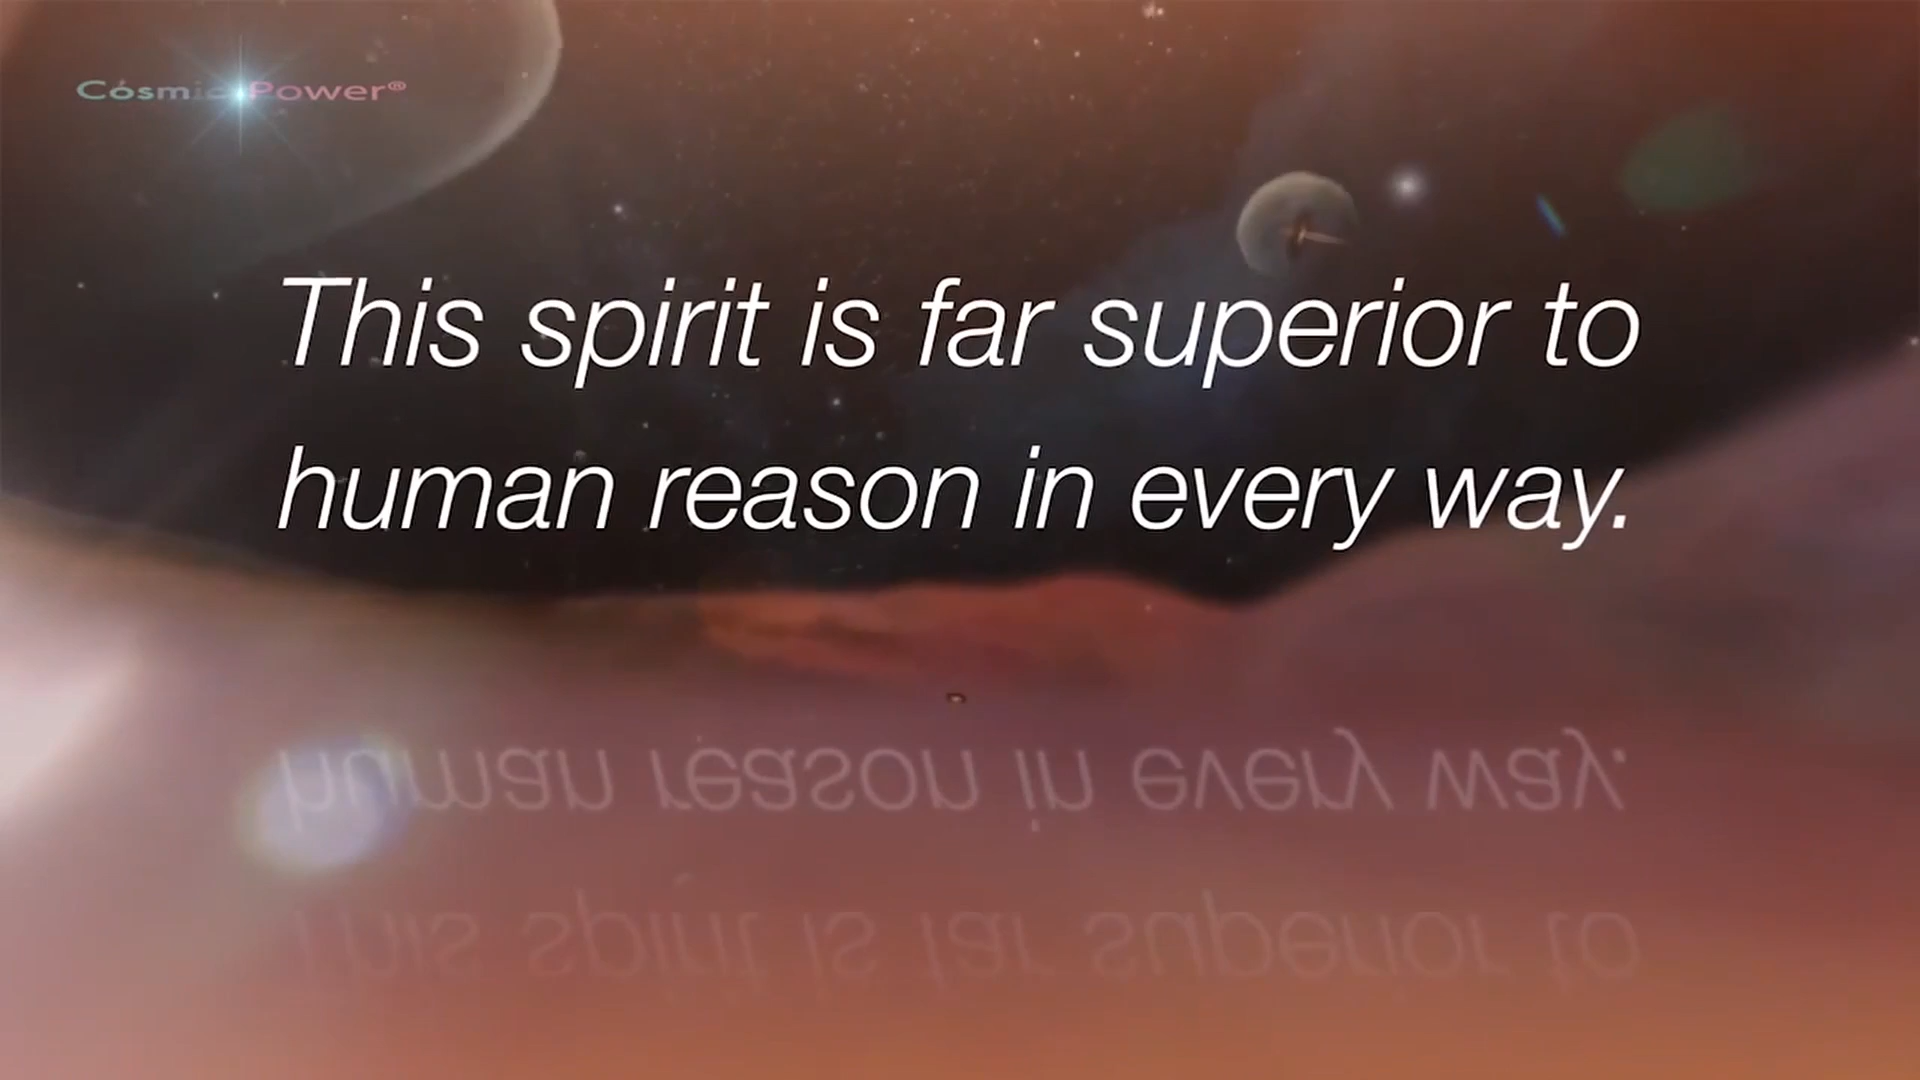 Cósmic Power®
This spirit is far superior to
human reason in every way.
human reason in every way.
This spirit is far superior to